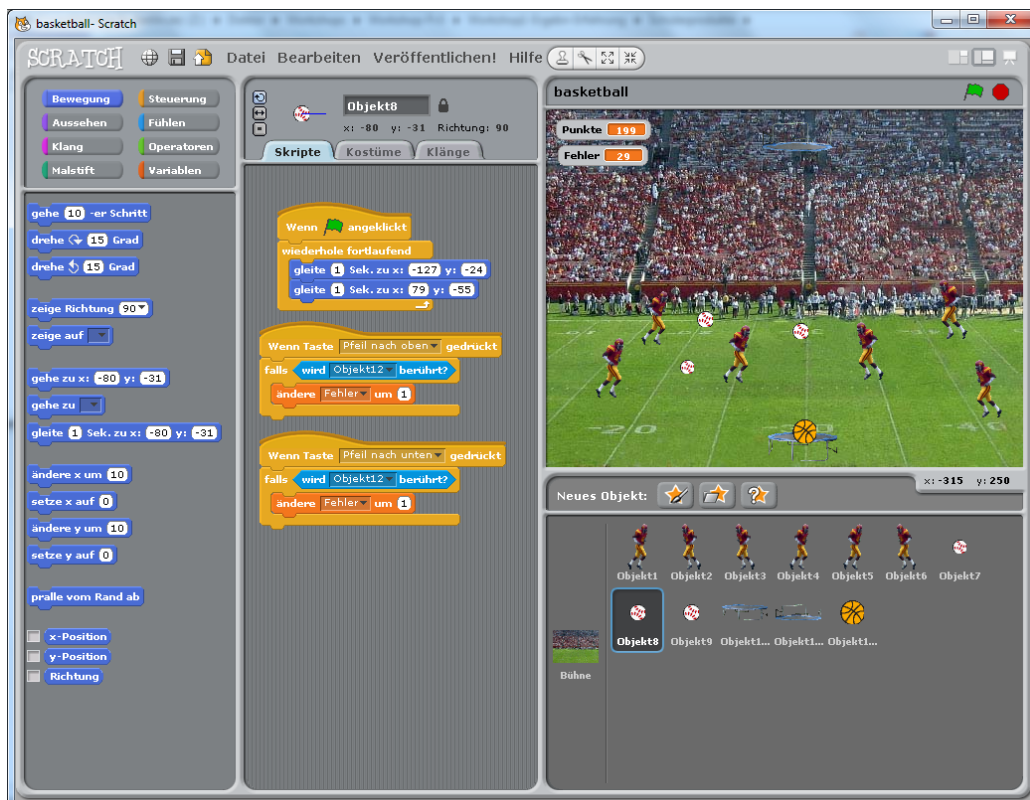 basketball- Scratch
SCRATCH
Datei Bearbeiten Veröffentlichen! Hilfe
Bewegung
Steuerung
Aussehen
Fühlen
Klang
Operatoren
Malstift
Variablen
gehe 10 -er Schritt
drehe 15 Grad
drehe 15 Grad
zeige Richtung 90
zeige auf
gehe zu x: -80 y: -31
gehe zu
gleite 1 Sek. zu x: -80 y: -31
ändere x um 10
setze x auf 0
ändere y um 10
setze y auf 0
pralle vom Rand ab
x-Position
y-Position
Richtung
Objekt8
x: -80 y: -31 Richtung: 90
Skripte
Kostüme
Klänge
Wenn angeklickt
wiederhole fortlaufend
gleite 1 Sek. zu x: -127 y: -24
gleite 1 Sek. zu x: 79 y: -55
Wenn Taste Pfeil nach oben gedrückt
falls wird Objekt12 berührt?
ändere Fehler um 1
Wenn Taste Pfeil nach unten gedrückt
falls wird Objekt12 berührt?
ändere Fehler um 1
basketball
Punkte 199
Fehler 29
x: -315 y: 250
Neues Objekt:
Objekt1
Objekt2
Objekt3
Objekt4
Objekt5
Objekt6
Objekt7
Objekt8
Objekt9
Objekt1...
Objekt1...
Objekt1...
Bühne